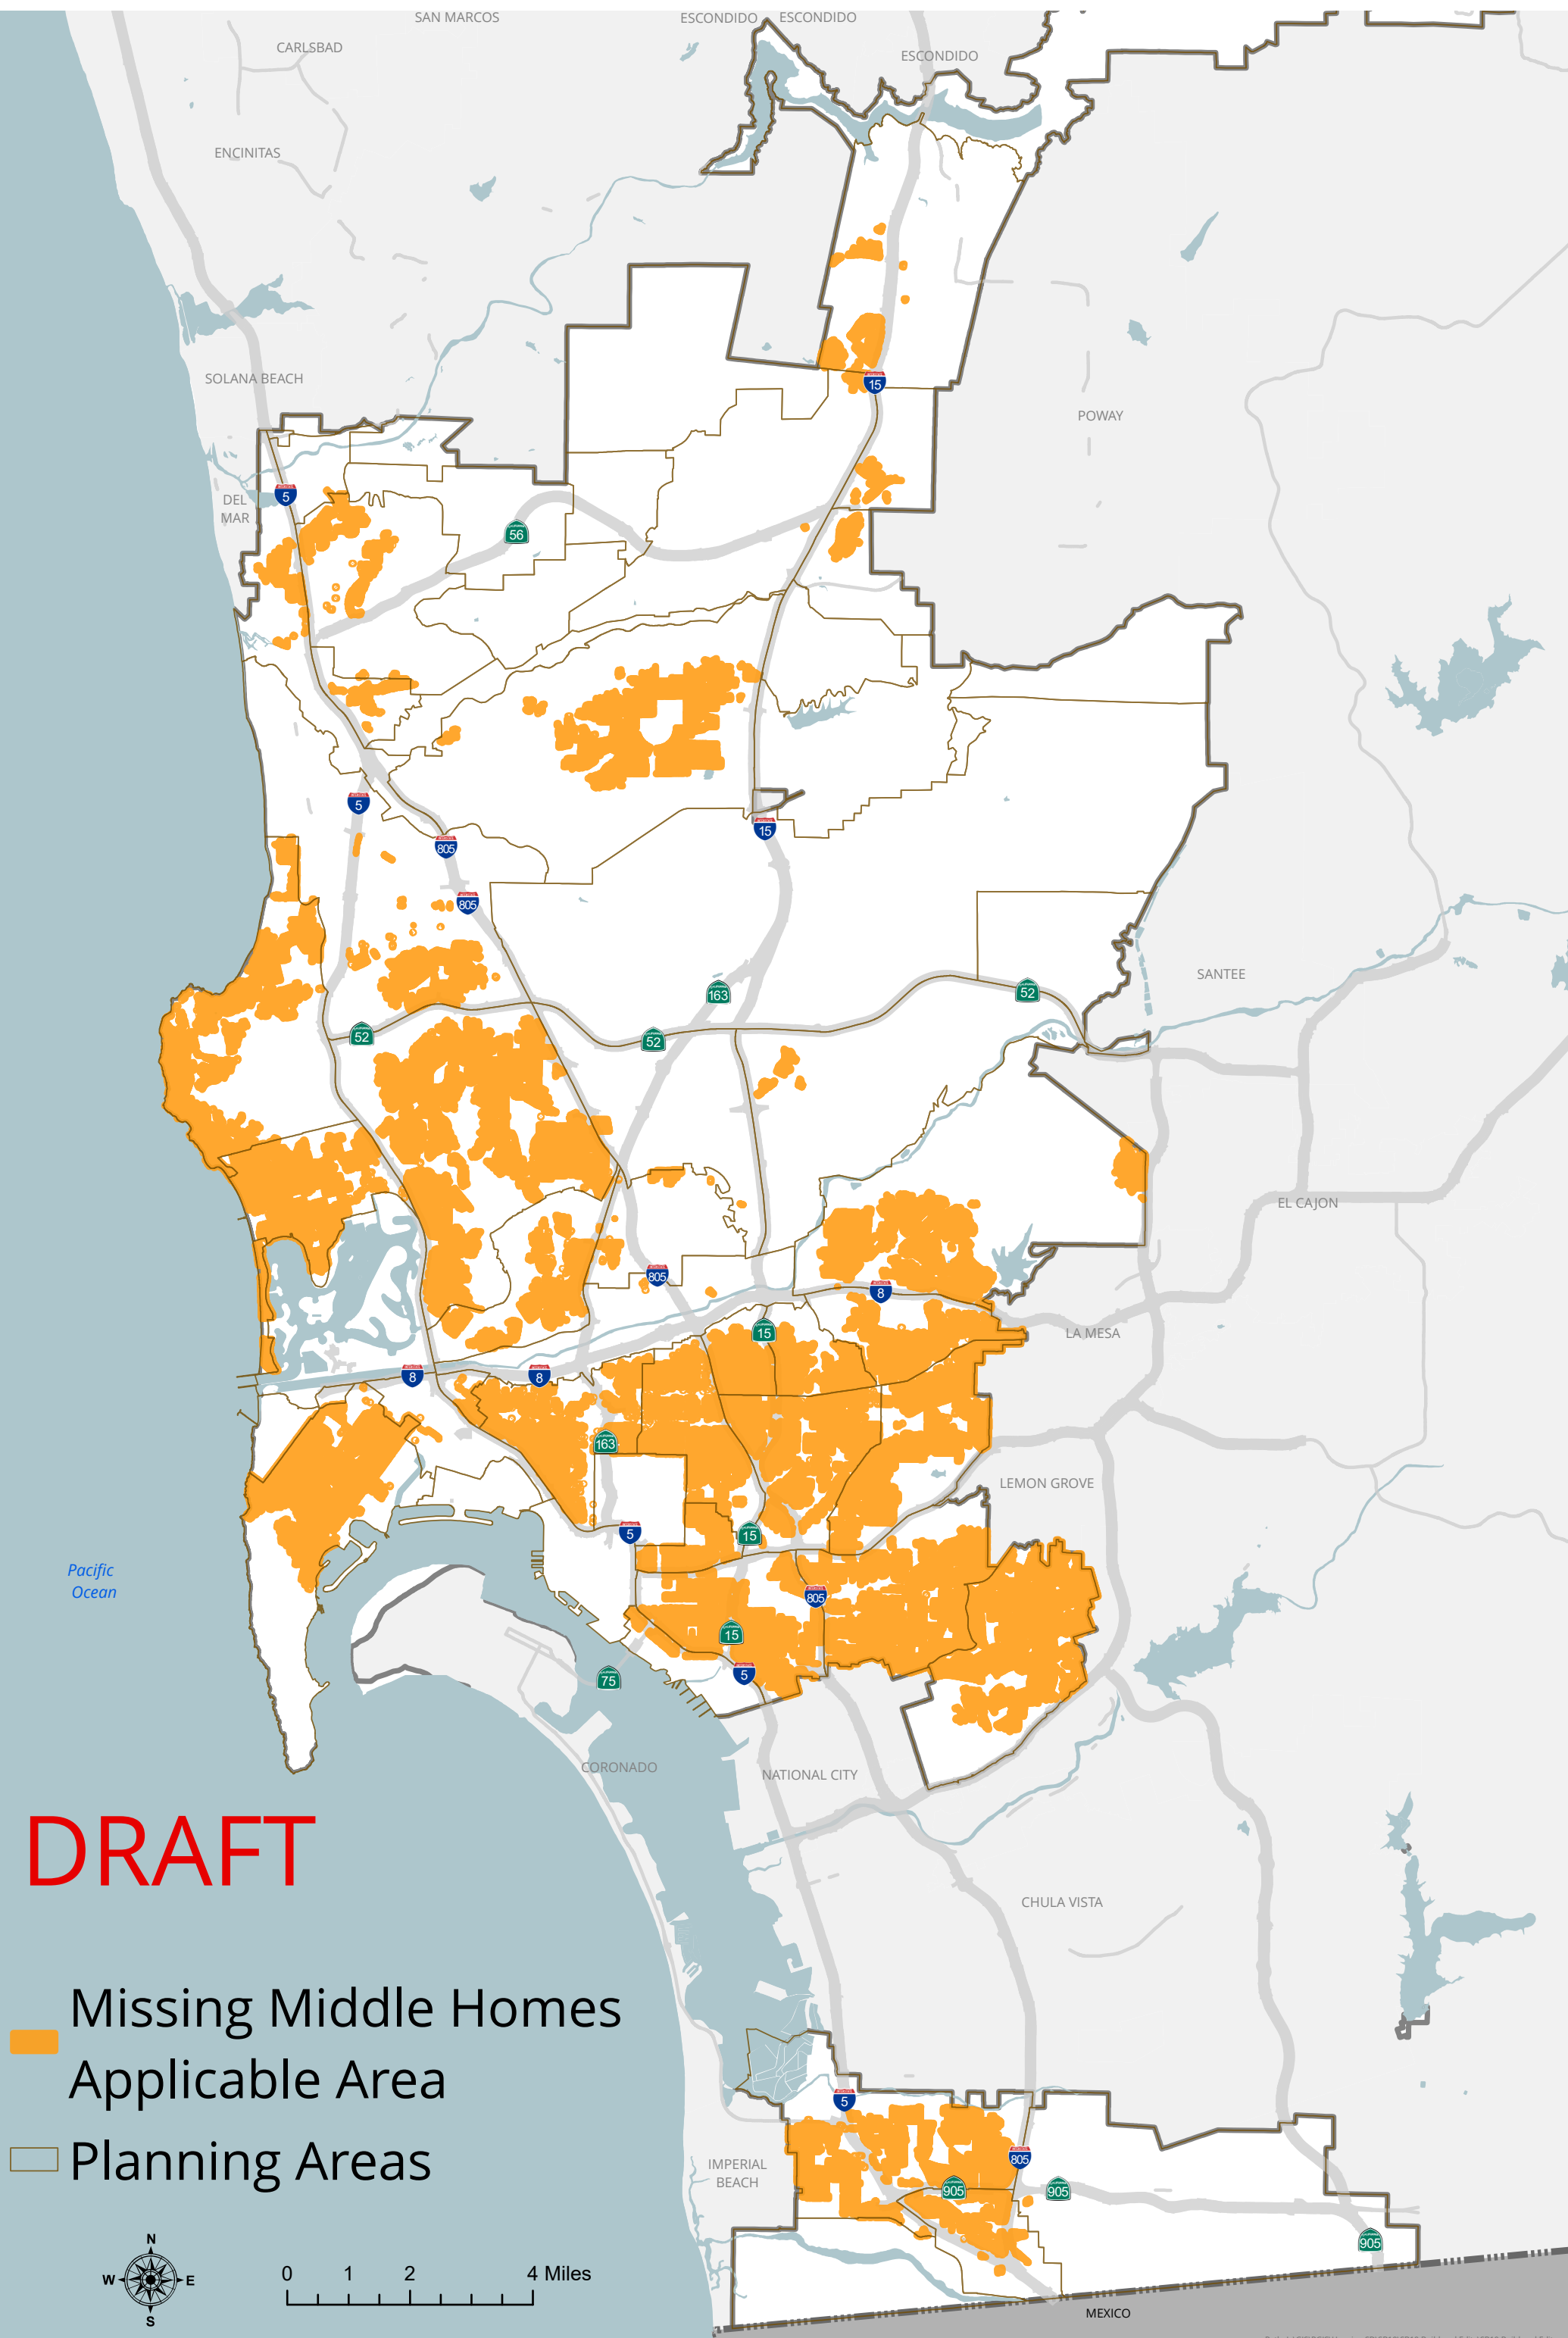 SAN MARCOS
ESCONDIDO
ESCONDIDO
CARLSBAD
ESCONDIDO
ENCINITAS
SOLANA BEACH
15
POWAY
5
DEL
MAR
56
5
15
805
805
SANTEE
163
52
52
52
EL CAJON
805
8
15
LA MESA
8
8
163
LEMON GROVE
5
15
Pacific
Ocean
805
15
5
75
CORONADO
NATIONAL CITY
DRAFT
CHULA VISTA
Missing Middle Homes
Applicable Area
5
Planning Areas
805
IMPERIAL
BEACH
905
905
905
N
W
E
S
0
1
2
4 Miles
MEXICO